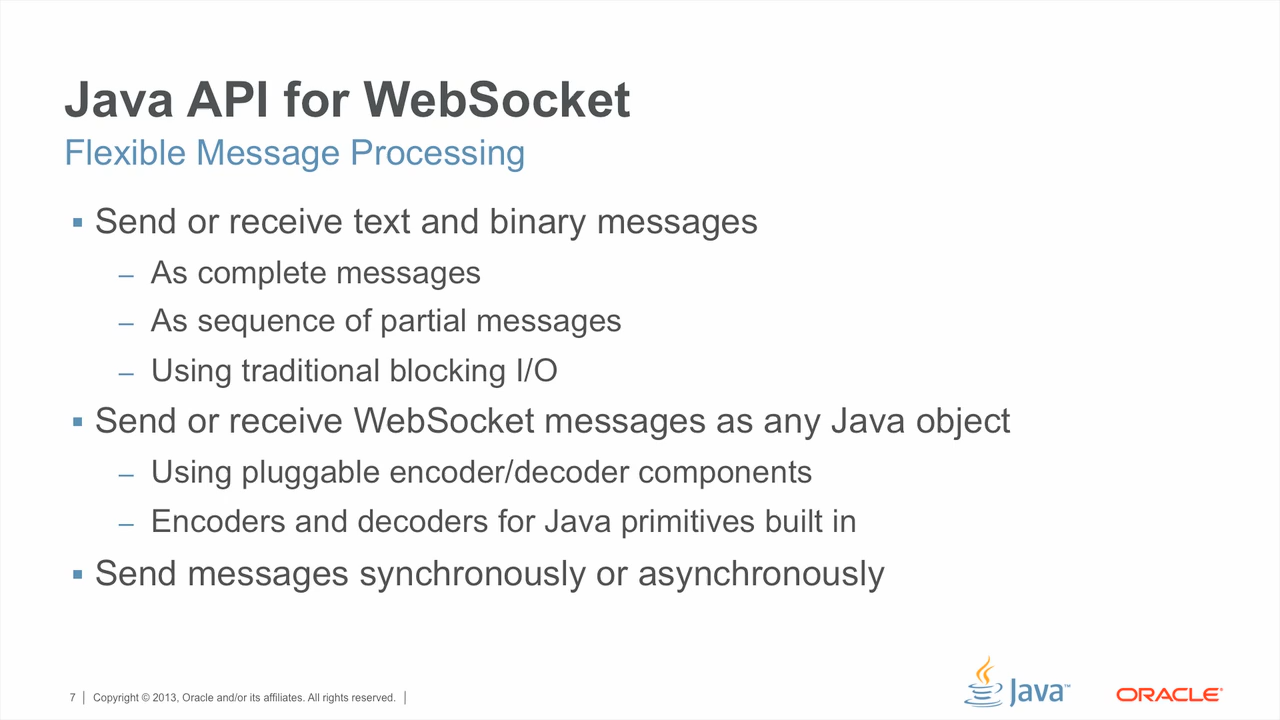 Java API for WebSocket
Flexible Message Processing
▪ Send or receive text and binary messages
– As complete messages
– As sequence of partial messages
– Using traditional blocking I/O
▪ Send or receive WebSocket messages as any Java object
– Using pluggable encoder/decoder components
– Encoders and decoders for Java primitives built in
▪ Send messages synchronously or asynchronously
7 | Copyright © 2013, Oracle and/or its affiliates. All rights reserved. |
Java™
ORACLE®